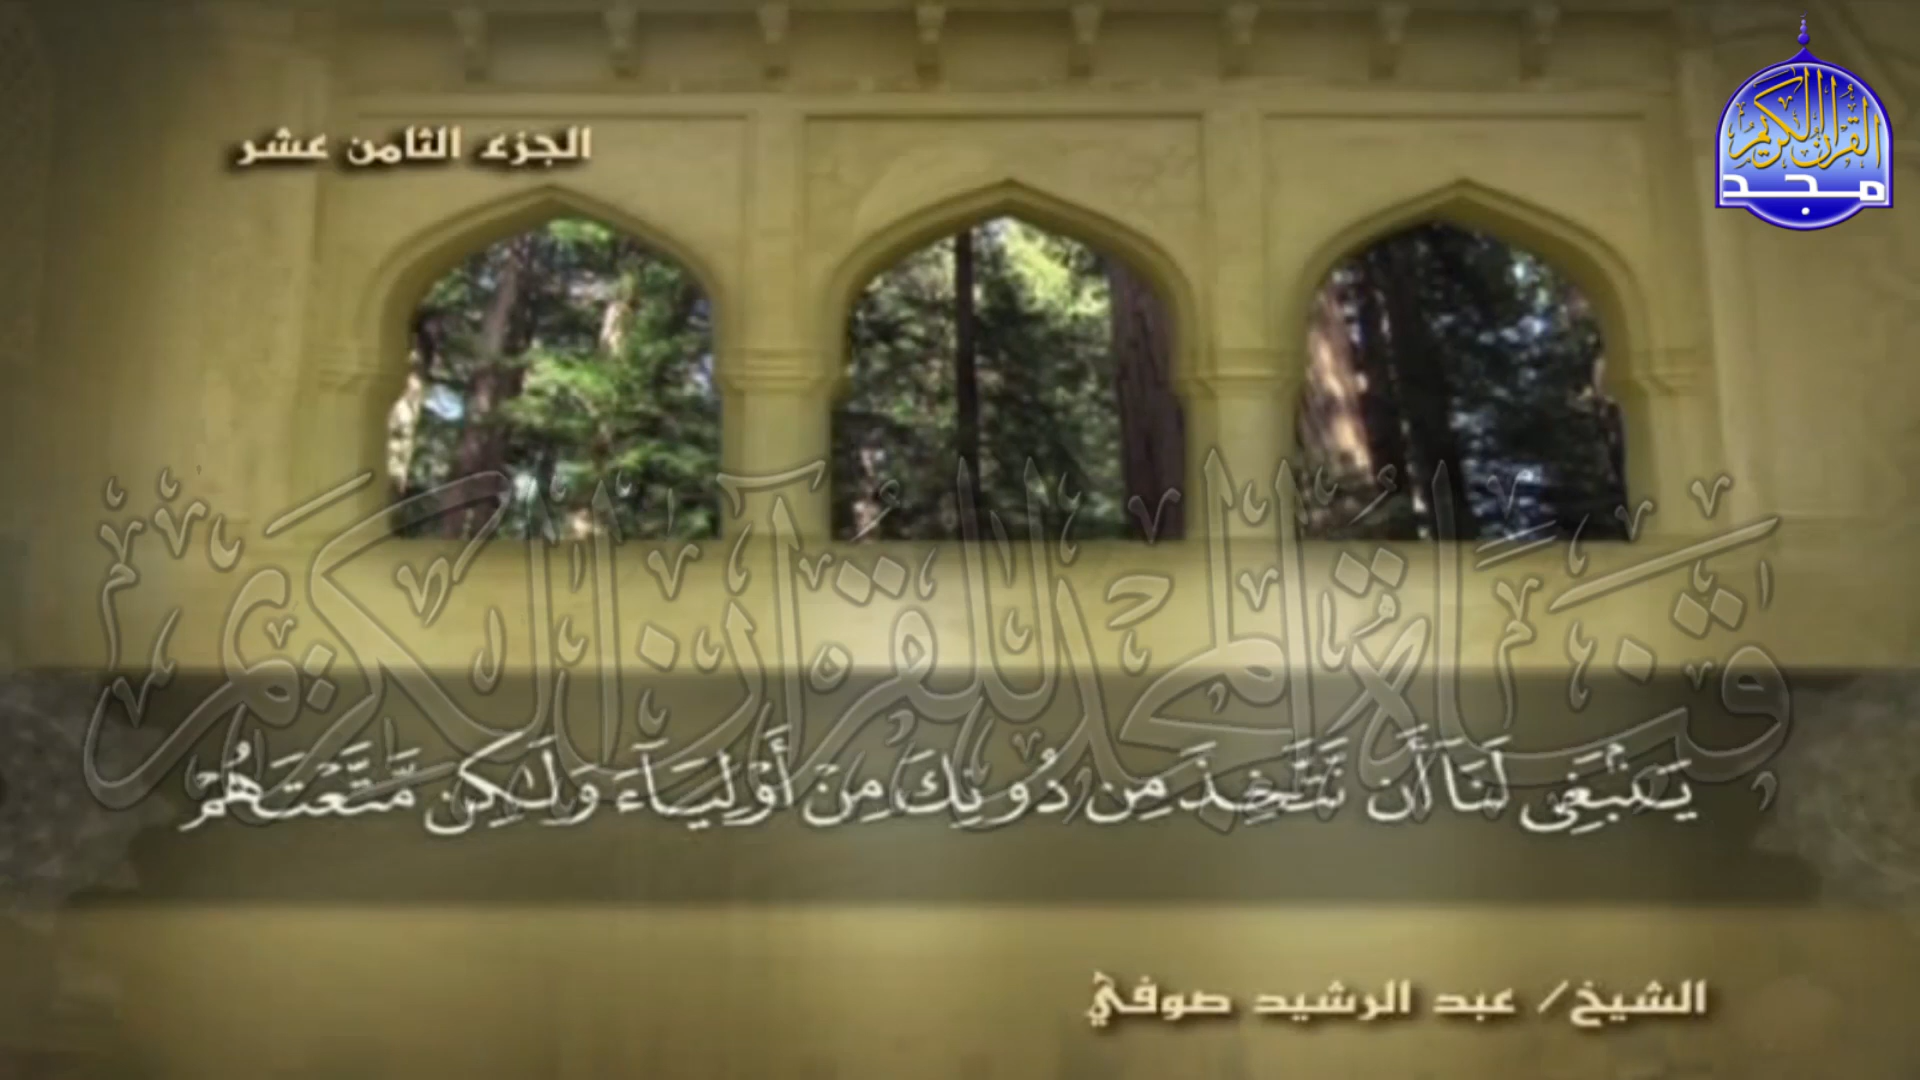 الجزء الثامن عشر
القرآن الكريم
مجد
قناة المجد للقرآن الكريم
يَنۢبَغِى لَنَآ أَن نَّتَّخِذَ مِن دُونِكَ مِنْ أَوْلِيَآءَ وَلَـٰكِن مَّتَّعْتَهُمْ
الشيخ/ عبد الرشيد صوفي